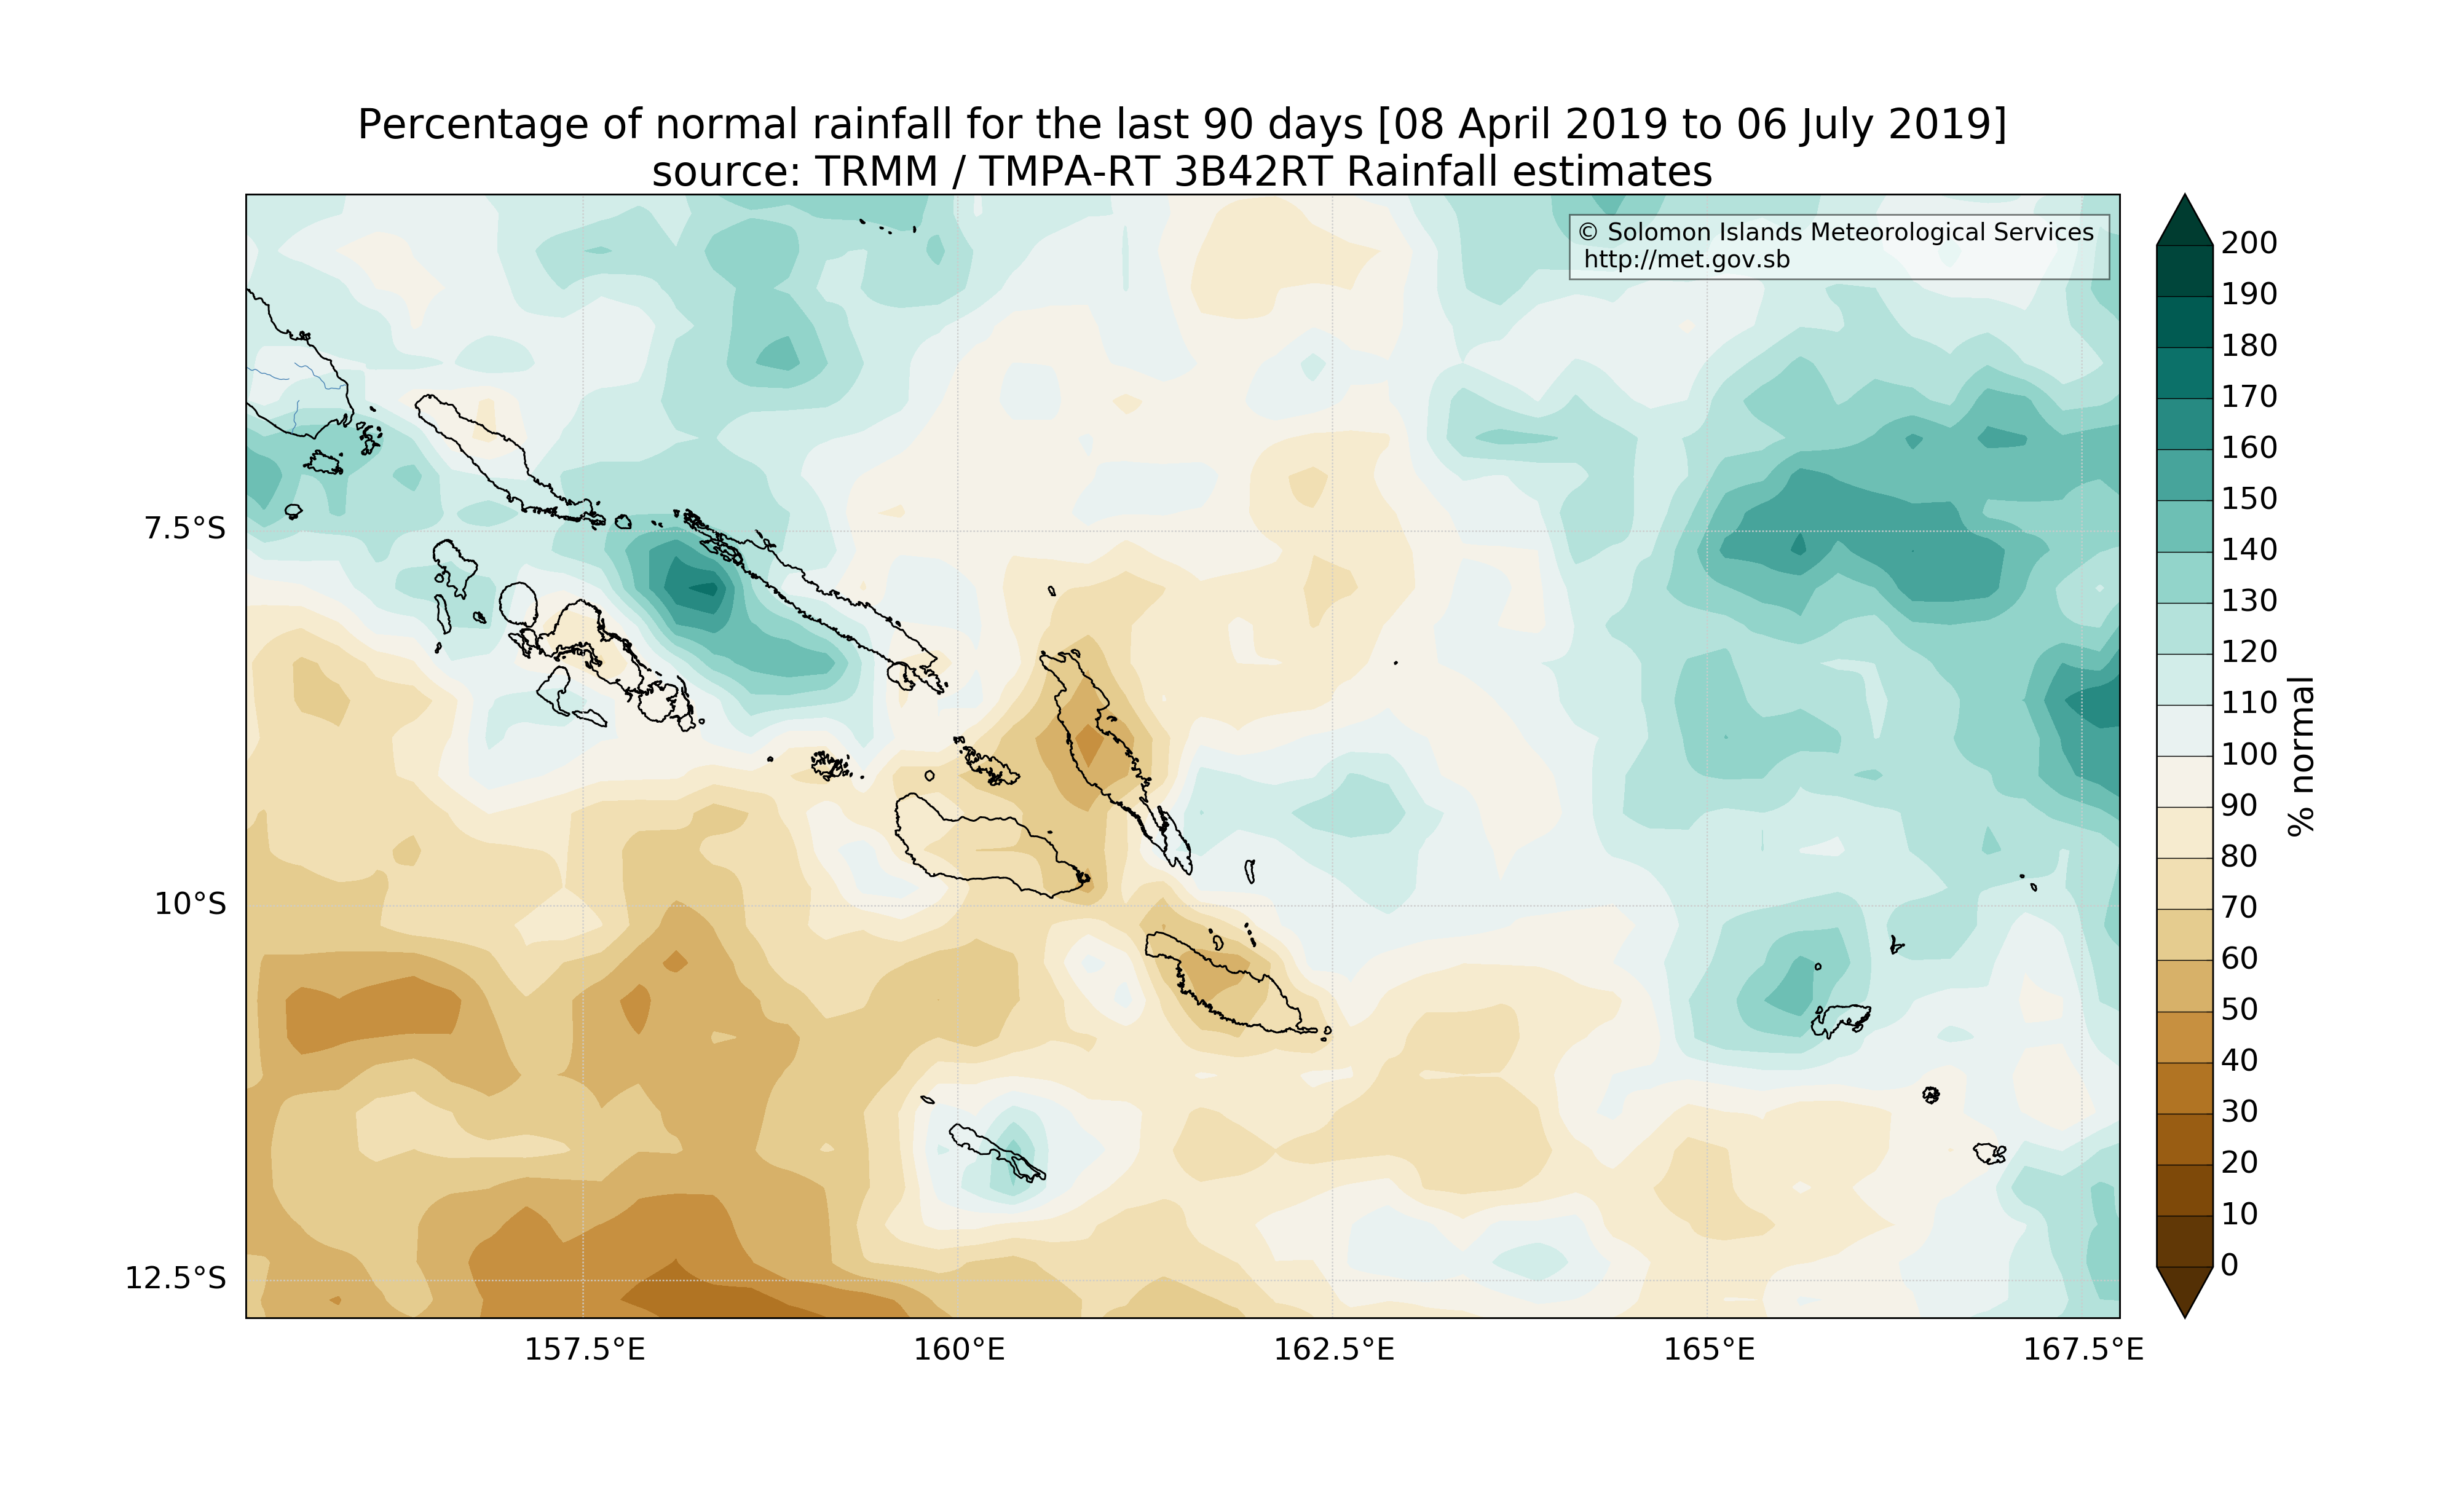 Percentage of normal rainfall for the last 90 days [08 April 2019 to 06 July 2019]
source: TRMM / TMPA-RT 3B42RT Rainfall estimates
© Solomon Islands Meteorological Services
http://met.gov.sb
7.5°S
10°S
12.5°S
157.5°E
160°E
162.5°E
165°E
167.5°E
200
190
180
170
160
150
140
130
120
110
100
90
80
70
60
50
40
30
20
10
0
% normal